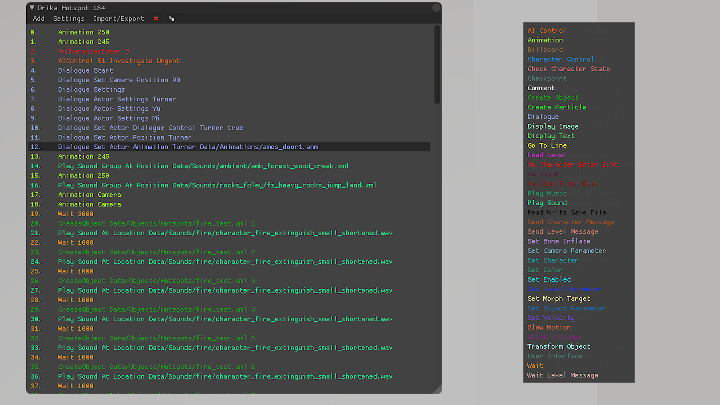 Drika Hotspot 184
Add Settings Import/Export
0. Animation 250
1. Animation 245
2.
3. AIControl 51 Investigate Urgent
4. Dialogue Start
5. Dialogue Set Camera Position 90
6. Dialogue Settings
7. Dialogue Actor Settings Turner
8. Dialogue Actor Settings Yu
9. Dialogue Actor Settings Mi
10. Dialogue Set Actor Dialogue Control Turner true
11. Dialogue Set Actor Position Turner
12. Dialogue Set Actor Animation Turner Data/Animations/amos_door1.anm
13. Animation 245
14. Play Sound Group At Position Data/Sounds/ambient/amb_forest_wood_creak.xml
15. Animation 250
16. Play Sound Group At Position Data/Sounds/rocks_foley/fx_heavy_rocks_jump_land.xml
17. Animation Camera
18. Animation Camera
19. Wait 3000
20. CreateObject Data/Objects/Hotspots/fire_test.xml 1
21. Play Sound At Location Data/Sounds/fire/character_fire_extinguish_small_shortened.wav
22. Wait 1000
23. CreateObject Data/Objects/Hotspots/fire_test.xml 2
24. Play Sound At Location Data/Sounds/fire/character_fire_extinguish_small_shortened.wav
25. Wait 1000
26. CreateObject Data/Objects/Hotspots/fire_test.xml 3
27. Play Sound At Location Data/Sounds/fire/character_fire_extinguish_small_shortened.wav
28. Wait 1000
29. CreateObject Data/Objects/Hotspots/fire_test.xml 4
30. Play Sound At Location Data/Sounds/fire/character_fire_extinguish_small_shortened.wav
31. Wait 1000
32. CreateObject Data/Objects/Hotspots/fire_test.xml 5
33. Play Sound At Location Data/Sounds/fire/character_fire_extinguish_small_shortened.wav
34. Wait 1000
35. CreateObject Data/Objects/Hotspots/fire_test.xml 6
36. Play Sound At Location Data/Sounds/fire/character_fire_extinguish_small_shortened.wav
37. Wait 1000
AI Control
Animation
Billboard
Character Control
Check Character State
Checkpoint
Comment
Create Object
Create Particle
Dialogue
Display Image
Display Text
Go To Line
Load Level
On Character Enter Exit
Play Music
Play Sound
Read Write Save File
Send Character Message
Send Level Message
Set Bone Inflate
Set Camera Parameter
Set Character
Set Color
Set Enabled
Set Morph Target
Set Object Parameter
Set Velocity
Slow Motion
Transform Object
User Interface
Wait
Wait Level Message